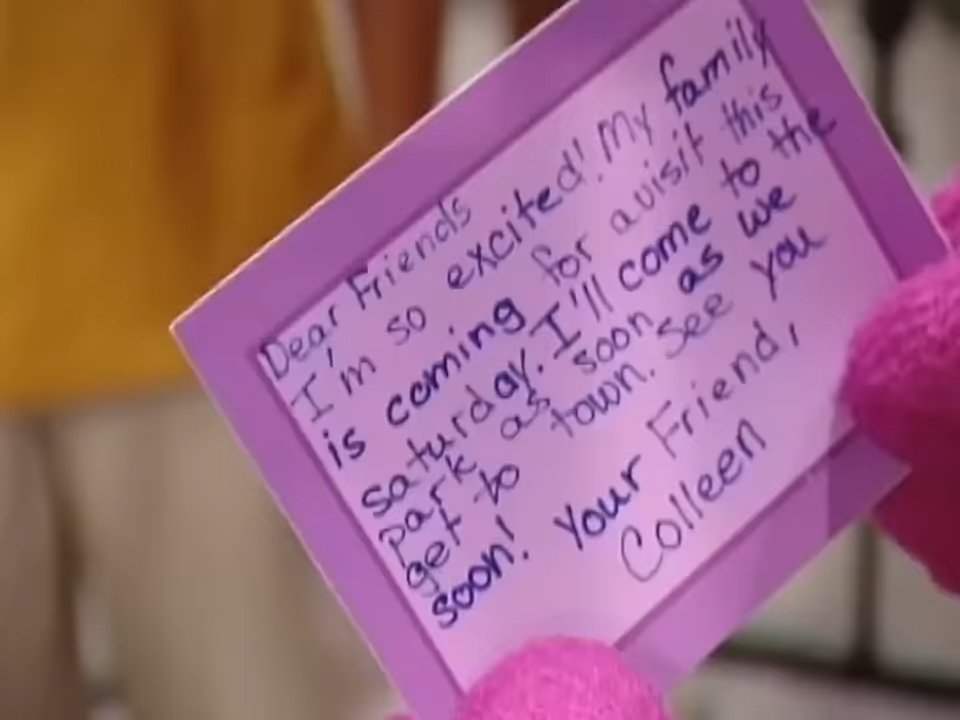 Dear Friends
I'm so excited! My family
is coming for a visit this
saturday. I'll come to the
park as soon as we
get to town. See you
soon! Your Friend,
Colleen